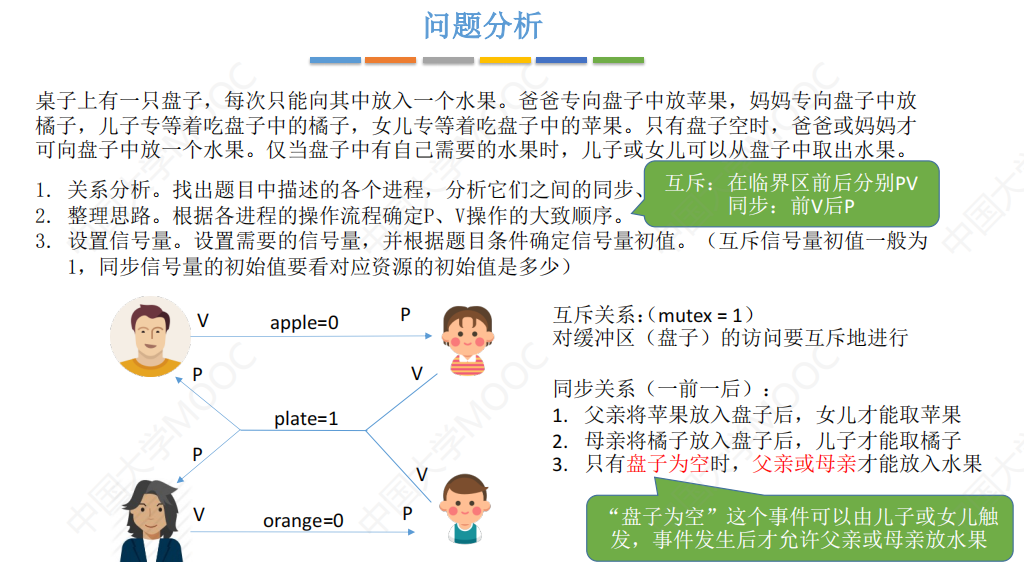 问题分析
桌子上有一只盘子，每次只能向其中放入一个水果。爸爸专向盘子中放苹果，妈妈专向盘子中放
橘子，儿子专等着吃盘子中的橘子，女儿专等着吃盘子中的苹果。只有盘子空时，爸爸或妈妈才
可向盘子中放一个水果。仅当盘子中有自己需要的水果时，儿子或女儿可以从盘子中取出水果。
1. 关系分析。找出题目中描述的各个进程，分析它们之间的同步、
2. 整理思路。根据各进程的操作流程确定P、V操作的大致顺序。
3. 设置信号量。设置需要的信号量，并根据题目条件确定信号量初值。（互斥信号量初值一般为
1，同步信号量的初始值要看对应资源的初始值是多少）
互斥：在临界区前后分别PV
同步：前V后P
V
apple=0
P
P
V
plate=1
P
V
V
orange=0
P
互斥关系：（mutex = 1）
对缓冲区（盘子）的访问要互斥地进行
同步关系（一前一后）：
1. 父亲将苹果放入盘子后，女儿才能取苹果
2. 母亲将橘子放入盘子后，儿子才能取橘子
3. 只有盘子为空时，父亲或母亲才能放入水果
“盘子为空”这个事件可以由儿子或女儿触
发，事件发生后才允许父亲或母亲放水果
中国大学MOOC